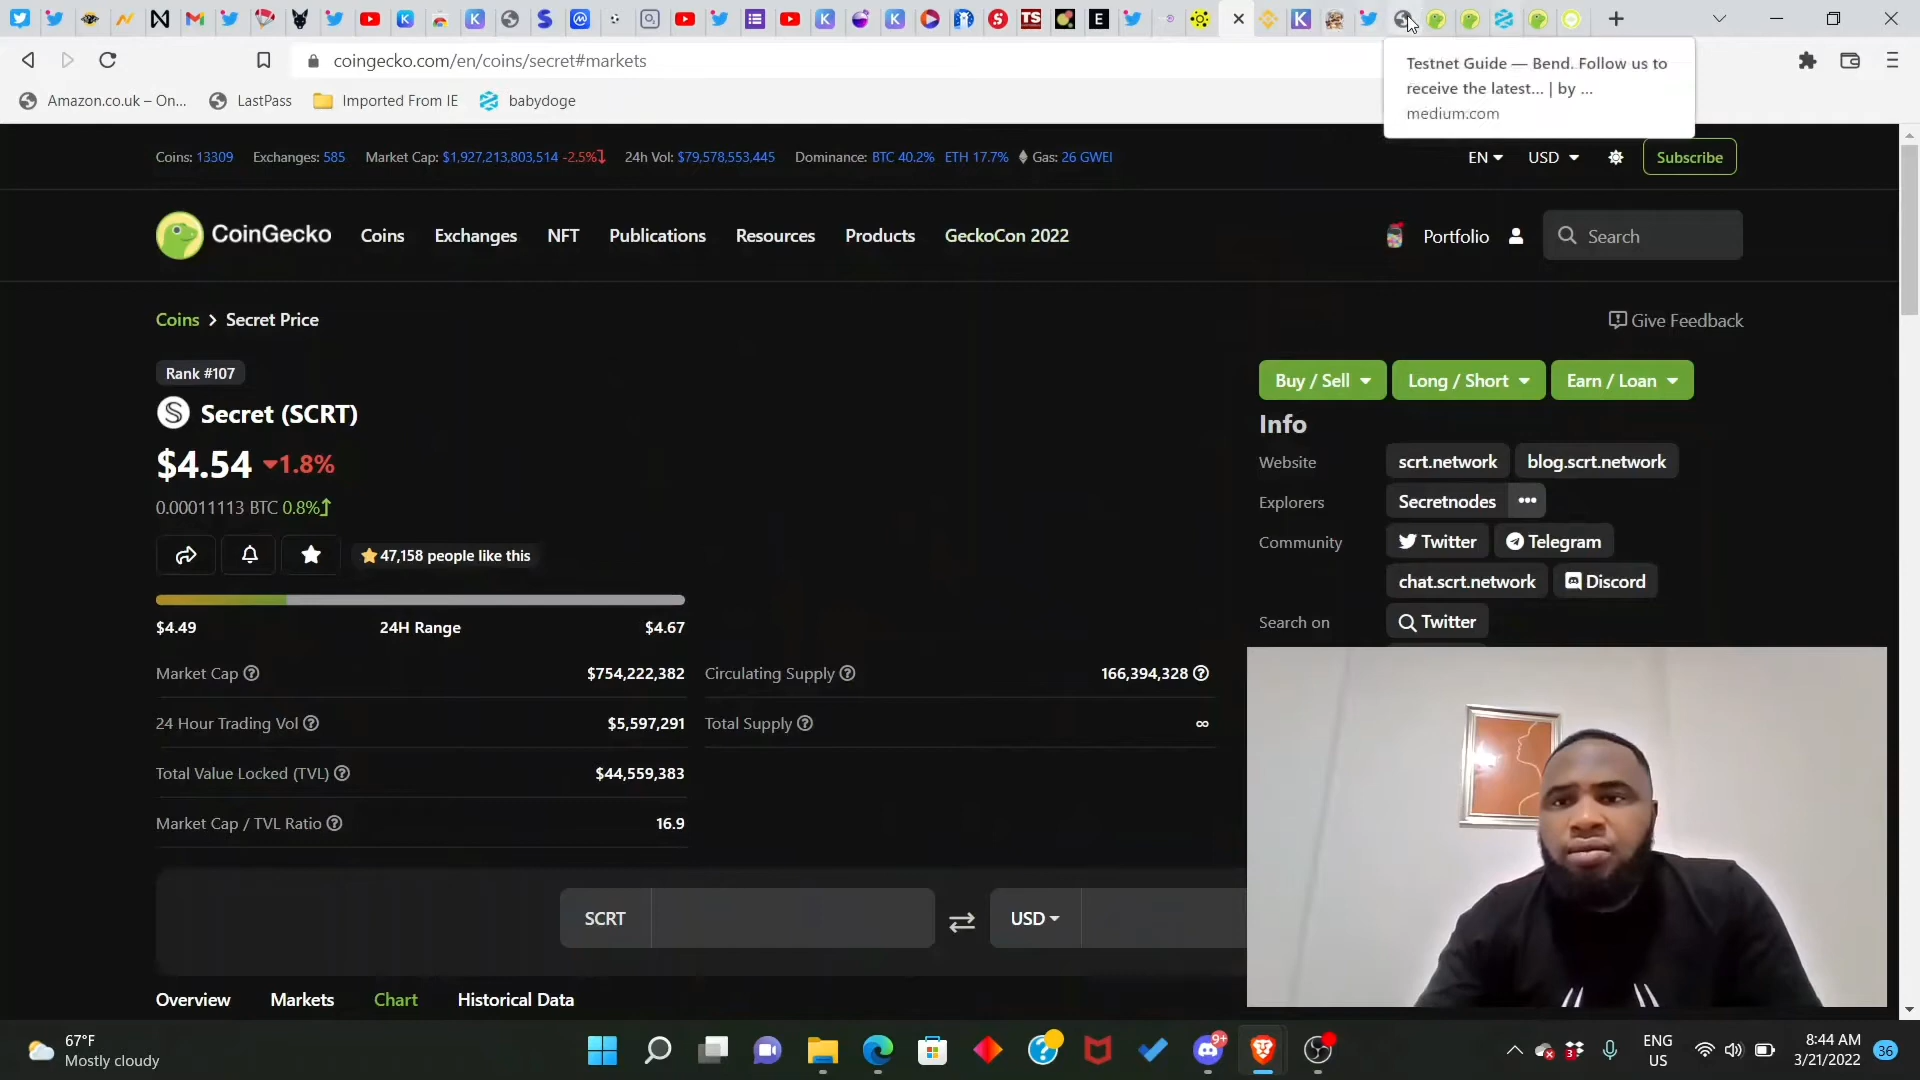 coingecko.com/en/coins/secret#markets
Testnet Guide — Bend. Follow us to
receive the latest... | by ...
medium.com
Amazon.co.uk – On...
LastPass
Imported From IE
babydoge
Coins: 13309
Exchanges: 585
Market Cap: $1,927,213,803,514 -2.5%
24h Vol: $79,578,553,445
Dominance: BTC 40.2% ETH 17.7%
Gas: 26 GWEI
EN
USD
Subscribe
CoinGecko
Coins
Exchanges
NFT
Publications
Resources
Products
GeckoCon 2022
Portfolio
Search
Coins > Secret Price
Give Feedback
Rank #107
Secret (SCRT)
$4.54 1.8%
0.00011113 BTC 0.8%
47,158 people like this
$4.49
24H Range
$4.67
Market Cap
$754,222,382
Circulating Supply
166,394,328
24 Hour Trading Vol
$5,597,291
Total Supply
∞
Total Value Locked (TVL)
$44,559,383
Market Cap / TVL Ratio
16.9
Buy / Sell
Long / Short
Earn / Loan
Info
Website
scrt.network
blog.scrt.network
Explorers
Secretnodes
Community
Twitter
Telegram
chat.scrt.network
Discord
Search on
Twitter
SCRT
USD
Overview
Markets
Chart
Historical Data
67°F
Mostly cloudy
9+
3
ENG
US
8:44 AM
3/21/2022
36